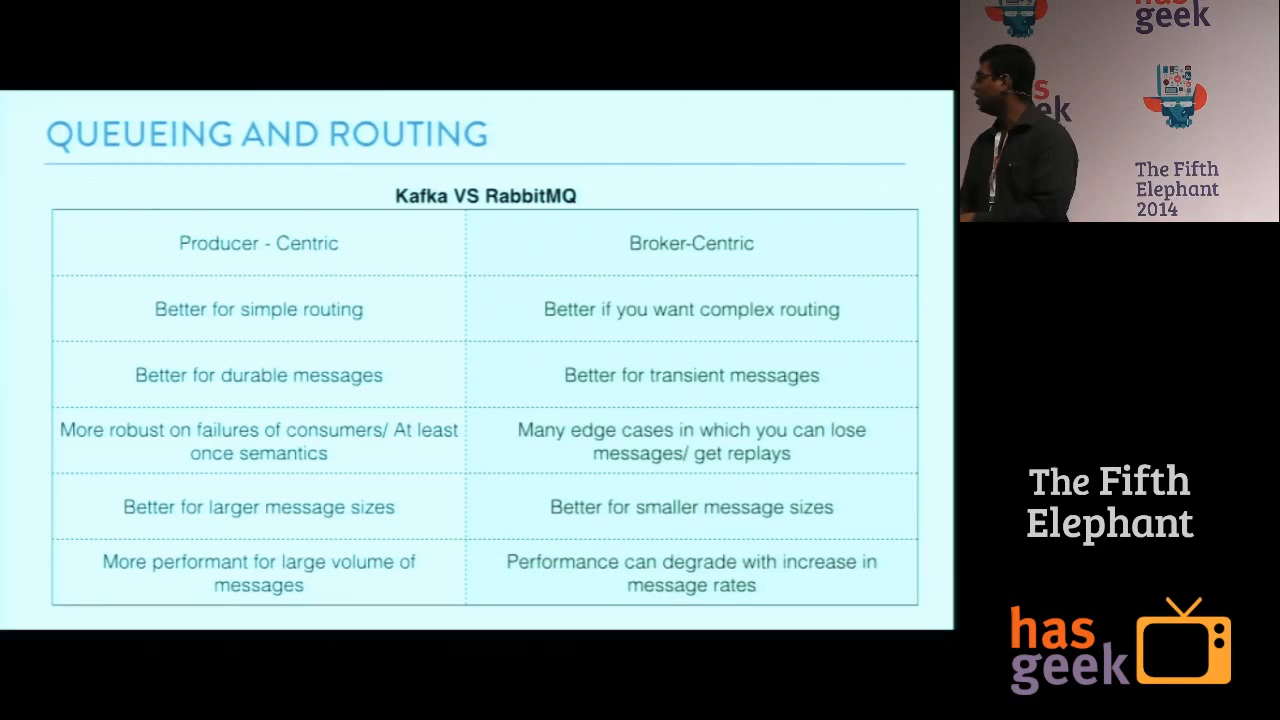 QUEUEING AND ROUTING
Kafka VS RabbitMQ
Producer - Centric
Broker-Centric
Better for simple routing
Better if you want complex routing
Better for durable messages
Better for transient messages
More robust on failures of consumers/ At least
once semantics
Many edge cases in which you can lose
messages/ get replays
Better for larger message sizes
Better for smaller message sizes
More performant for large volume of
messages
Performance can degrade with increase in
message rates
has
geek
s
ek
The Fifth
Elephant
2014
The Fifth
Elephant
has
geek